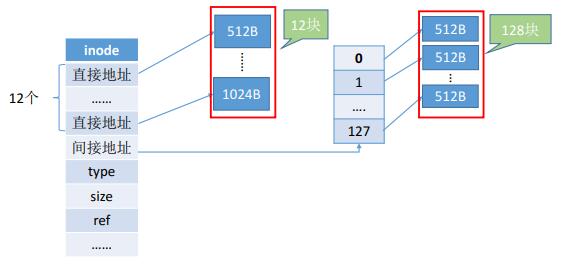 inode
直接地址
……
直接地址
间接地址
type
size
ref
……
12个
512B
1024B
12块
0
1
….
127
512B
512B
512B
128块